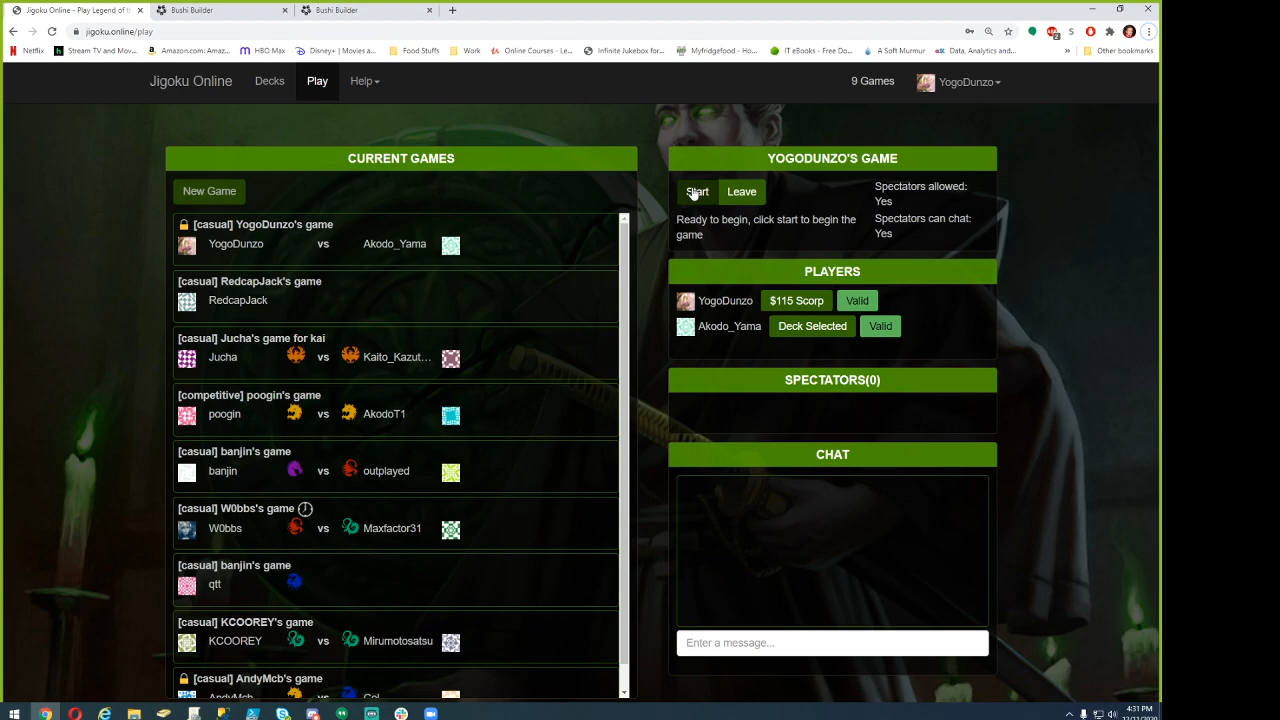 Jigoku Online - Play Legend of th
Bushi Builder
Bushi Builder
jigoku.online/play
Netflix
Stream TV and Mov...
Amazon.com: Amaz...
HBO Max
Disney+ | Movies a...
Food Stuffs
Work
Online Courses - Le...
Infinite Jukebox for...
Myfridgefood - Ho...
IT eBooks - Free Do...
A Soft Murmur
Data, Analytics and...
»
Other bookmarks
Jigoku Online
Decks
Play
Help
9 Games
YogoDunzo
CURRENT GAMES
New Game
[casual] YogoDunzo's game
YogoDunzo vs Akodo_Yama
[casual] RedcapJack's game
RedcapJack
[casual] Jucha's game for kai
Jucha vs Kaito_Kazut...
[competitive] poogin's game
poogin vs AkodoT1
[casual] banjin's game
banjin vs outplayed
[casual] W0bbs's game
W0bbs vs Maxfactor31
[casual] banjin's game
qtt
[casual] KCOOREY's game
KCOOREY vs Mirumotosatsu
[casual] AndyMcb's game
AndyMcb vs
YOGODUNZO'S GAME
Start
Leave
Ready to begin, click start to begin the
game
Spectators allowed:
Yes
Spectators can chat:
Yes
PLAYERS
YogoDunzo $115 Scorp Valid
Akodo_Yama Deck Selected Valid
SPECTATORS(0)
CHAT
Enter a message...
4:31 PM